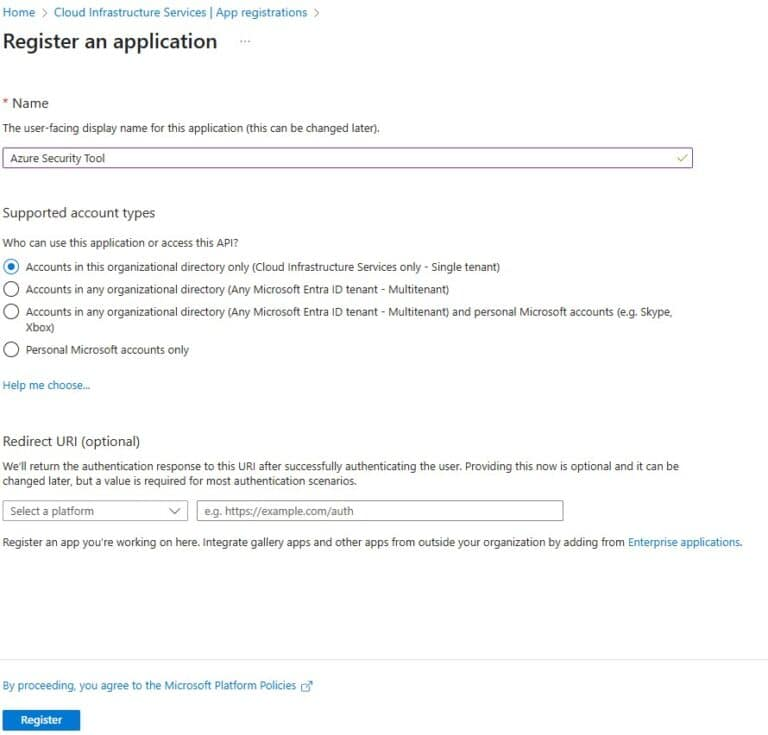 Home > Cloud Infrastructure Services | App registrations >
Register an application ...
* Name
The user-facing display name for this application (this can be changed later).
Azure Security Tool
Supported account types
Who can use this application or access this API?
Accounts in this organizational directory only (Cloud Infrastructure Services only - Single tenant)
Accounts in any organizational directory (Any Microsoft Entra ID tenant - Multitenant)
Accounts in any organizational directory (Any Microsoft Entra ID tenant - Multitenant) and personal Microsoft accounts (e.g. Skype,
Xbox)
Personal Microsoft accounts only
Help me choose...
Redirect URI (optional)
We'll return the authentication response to this URI after successfully authenticating the user. Providing this now is optional and it can be
changed later, but a value is required for most authentication scenarios.
Select a platform
e.g. https://example.com/auth
Register an app you're working on here. Integrate gallery apps and other apps from outside your organization by adding from Enterprise applications.
By proceeding, you agree to the Microsoft Platform Policies
Register